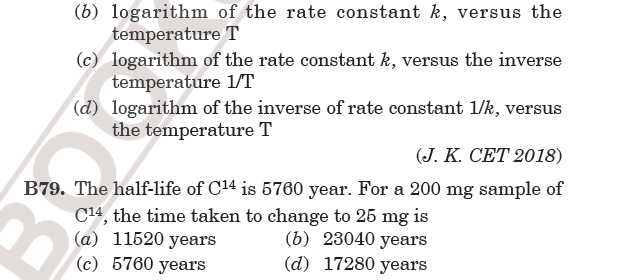 (b) logarithm of the rate constant k, versus the
temperature T
(c) logarithm of the rate constant k, versus the inverse
temperature 1/T
(d) logarithm of the inverse of rate constant 1/k, versus
the temperature T
(J. K. CET 2018)
B79. The half-life of C¹⁴ is 5760 year. For a 200 mg sample of
C¹⁴, the time taken to change to 25 mg is
(a) 11520 years (b) 23040 years
(c) 5760 years (d) 17280 years
BOOK